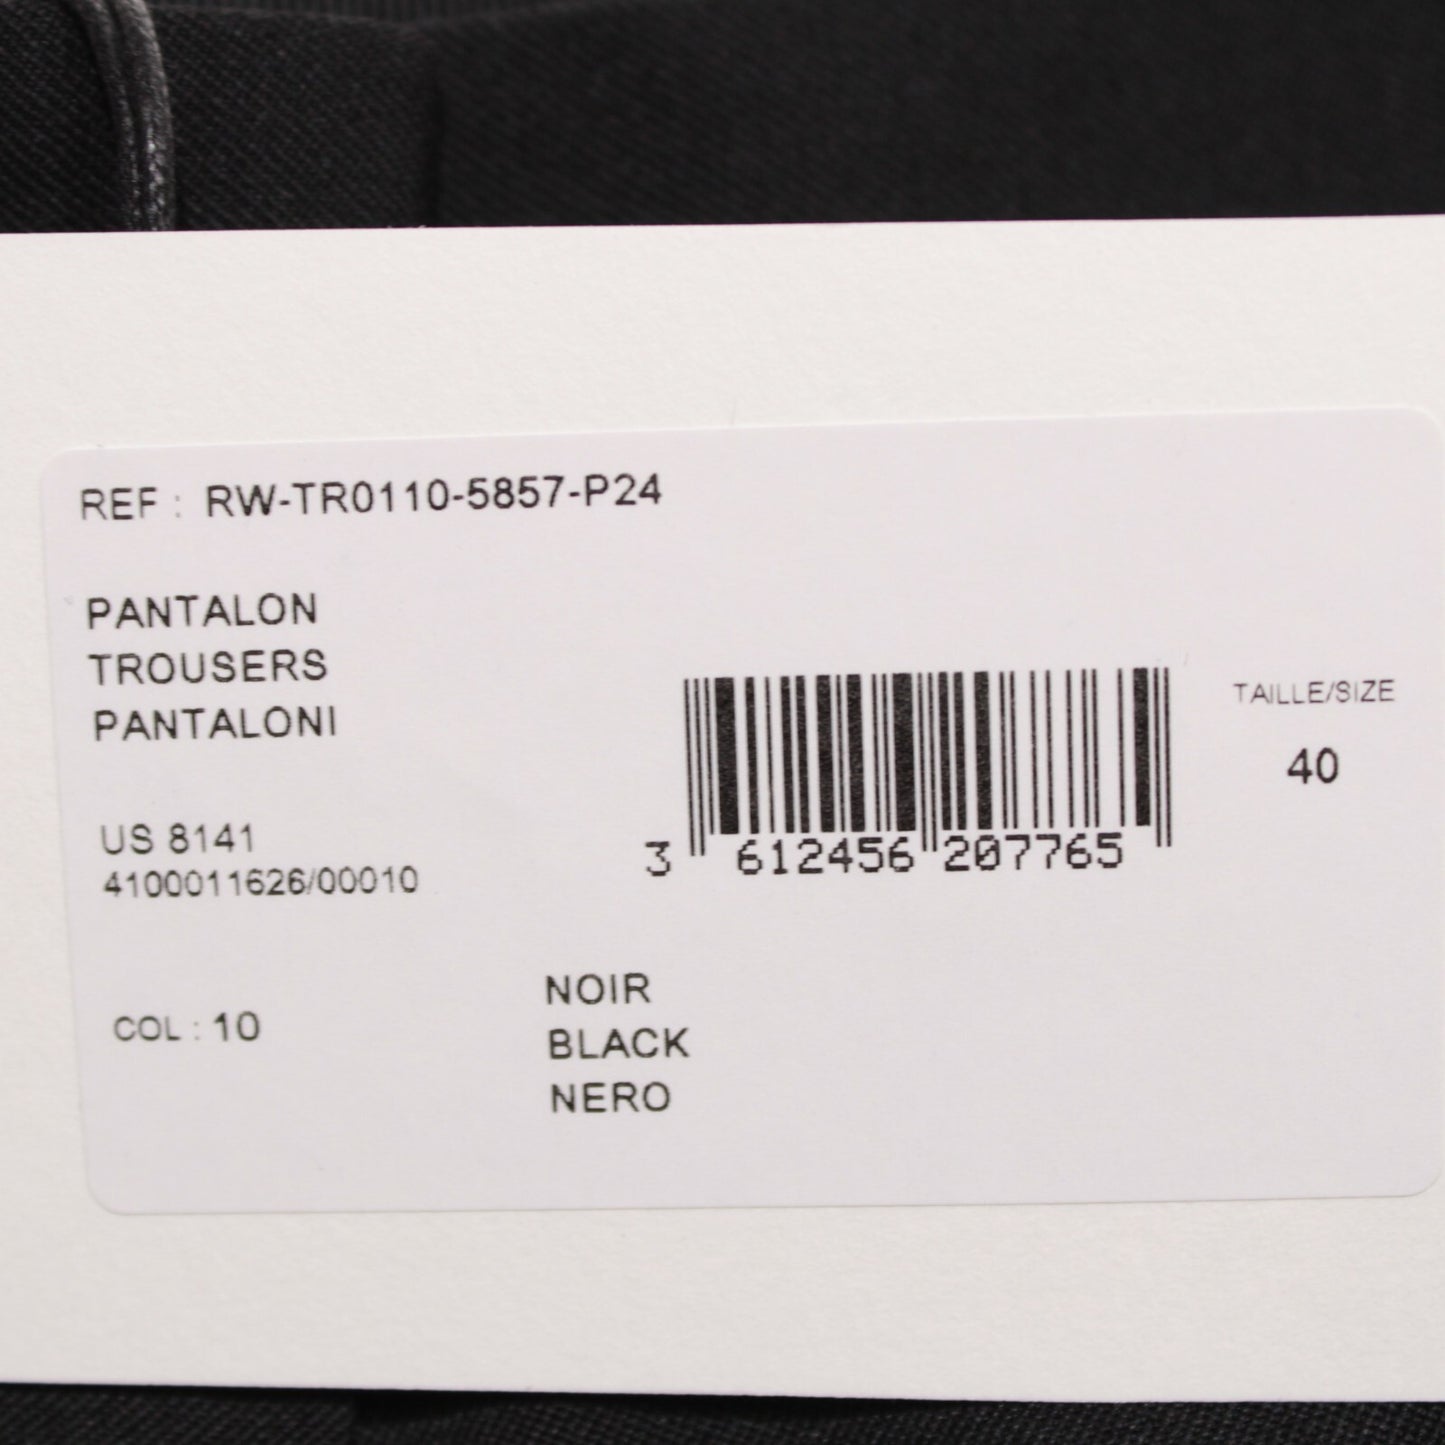 REF : RW-TR0110-5857-P24
PANTALON
TROUSERS
PANTALONI
TAILLE/SIZE
40
US 8141
4100011626/00010
3 612456 207765
COL : 10
NOIR
BLACK
NERO